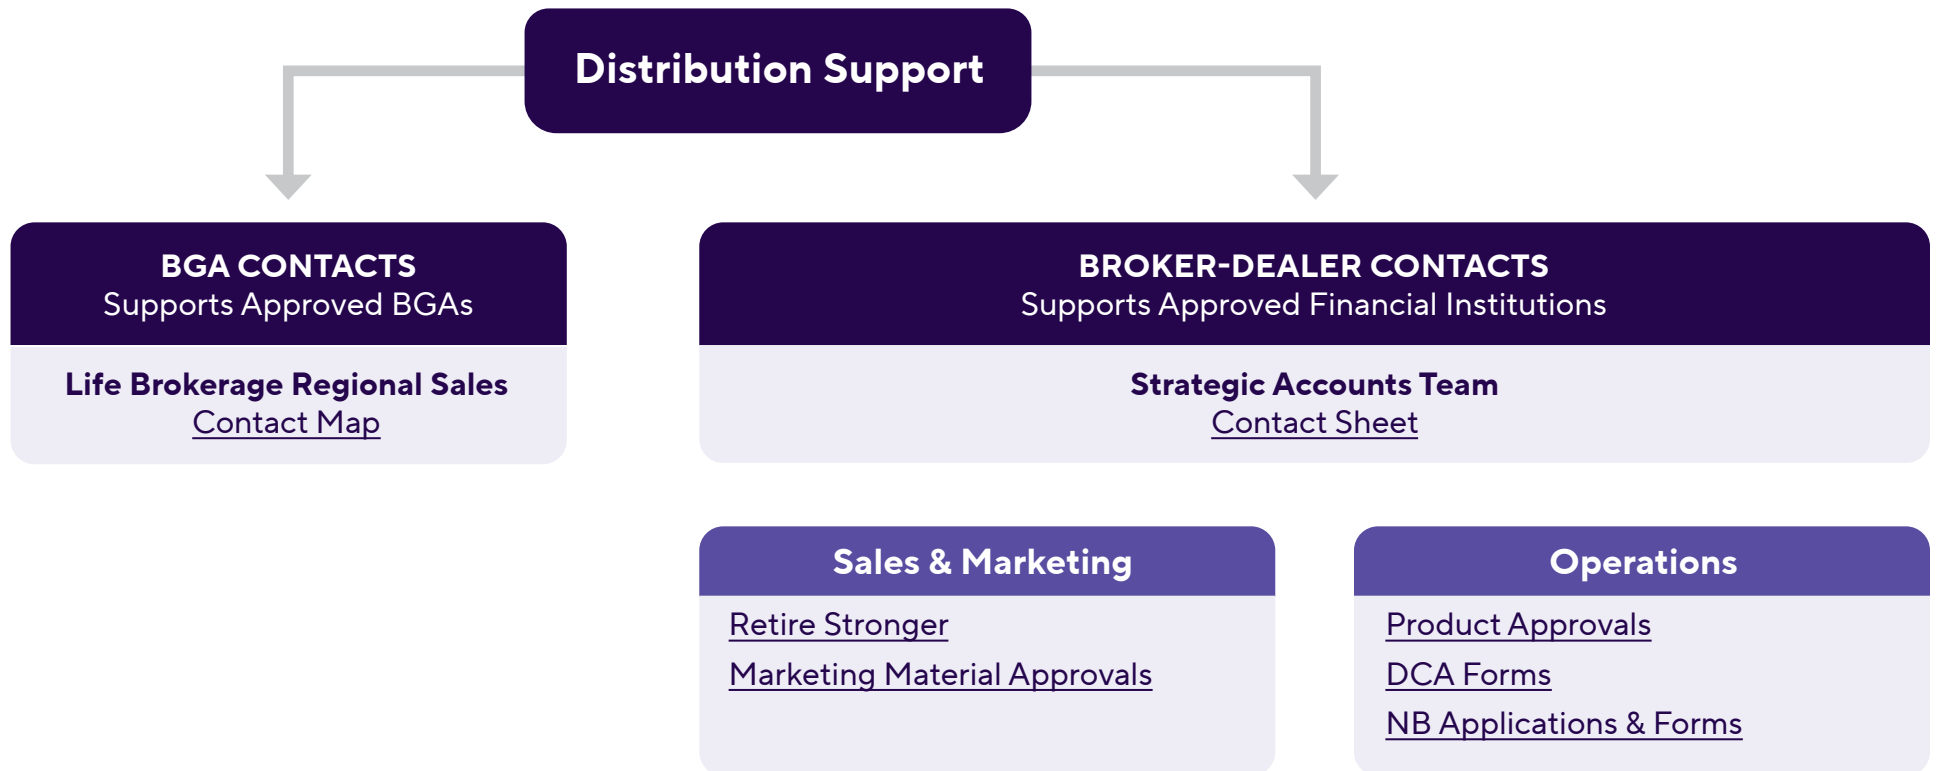 Distribution Support
BGA CONTACTS
Supports Approved BGAs
Life Brokerage Regional Sales
Contact Map
BROKER-DEALER CONTACTS
Supports Approved Financial Institutions
Strategic Accounts Team
Contact Sheet
Sales & Marketing
Retire Stronger
Marketing Material Approvals
Operations
Product Approvals
DCA Forms
NB Applications & Forms